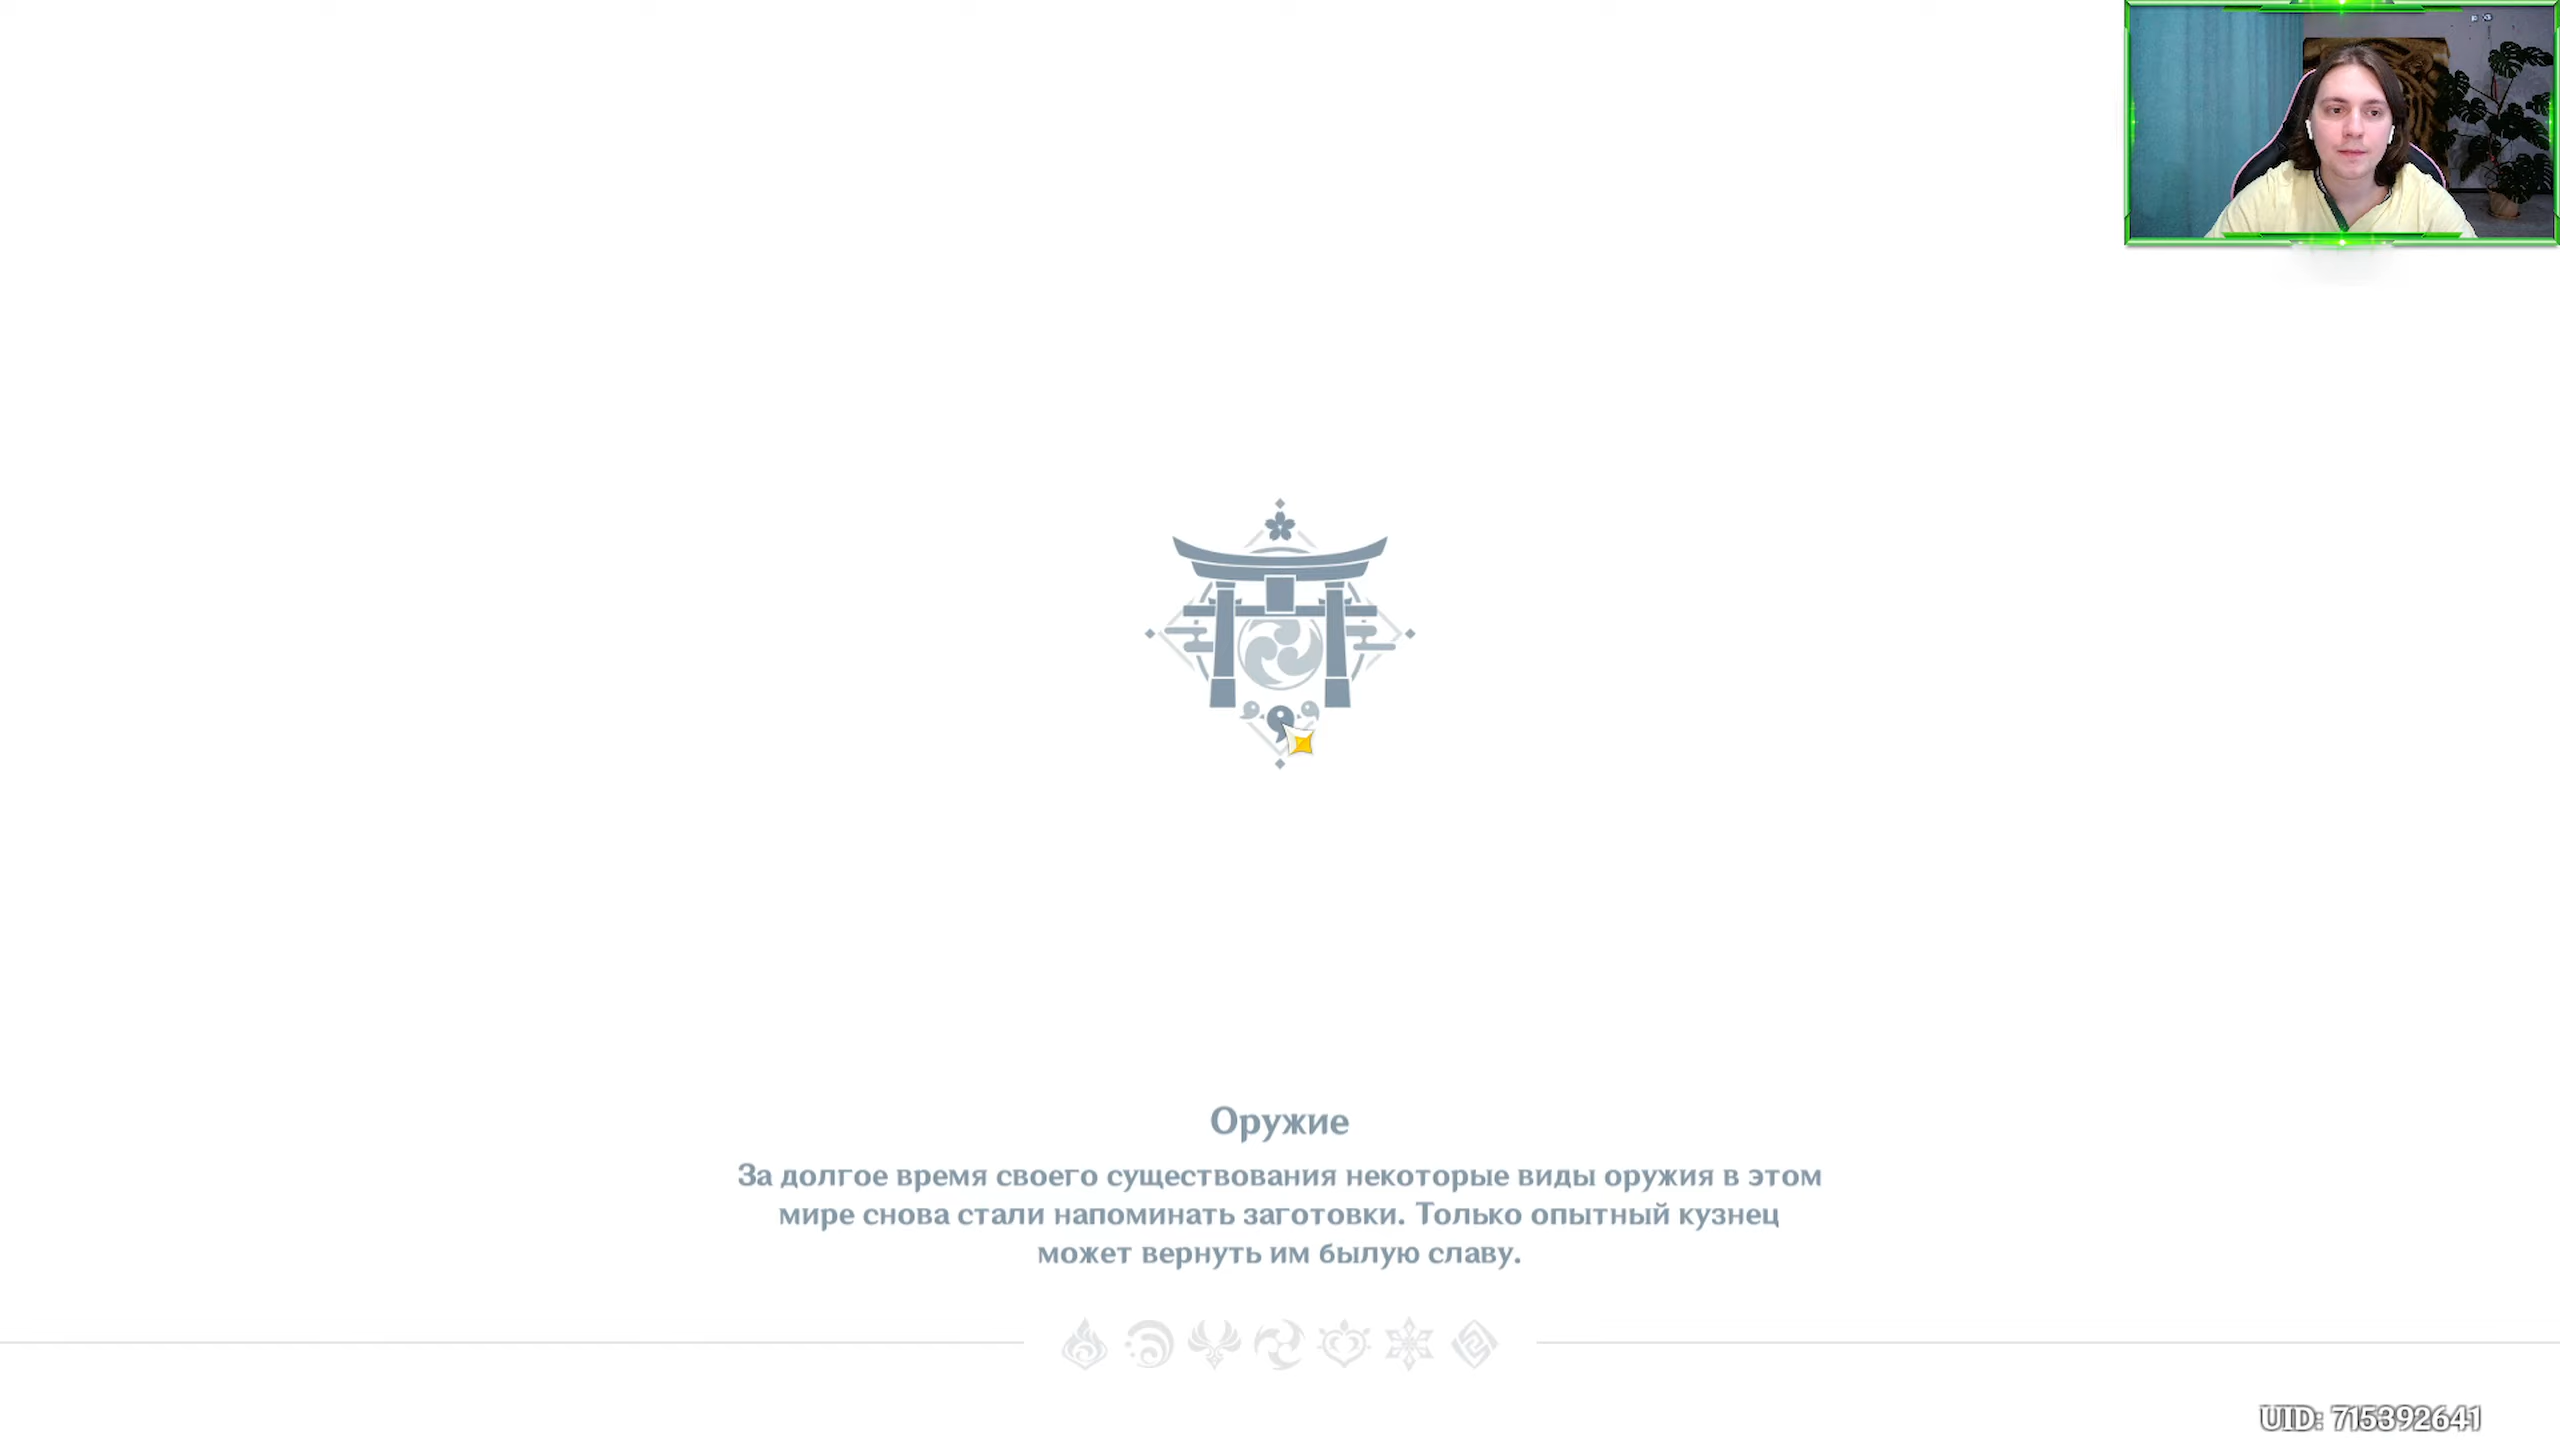 Оружие
За долгое время своего существования некоторые виды оружия в этом
мире снова стали напоминать заготовки. Только опытный кузнец
может вернуть им былую славу.
UID: 715392641